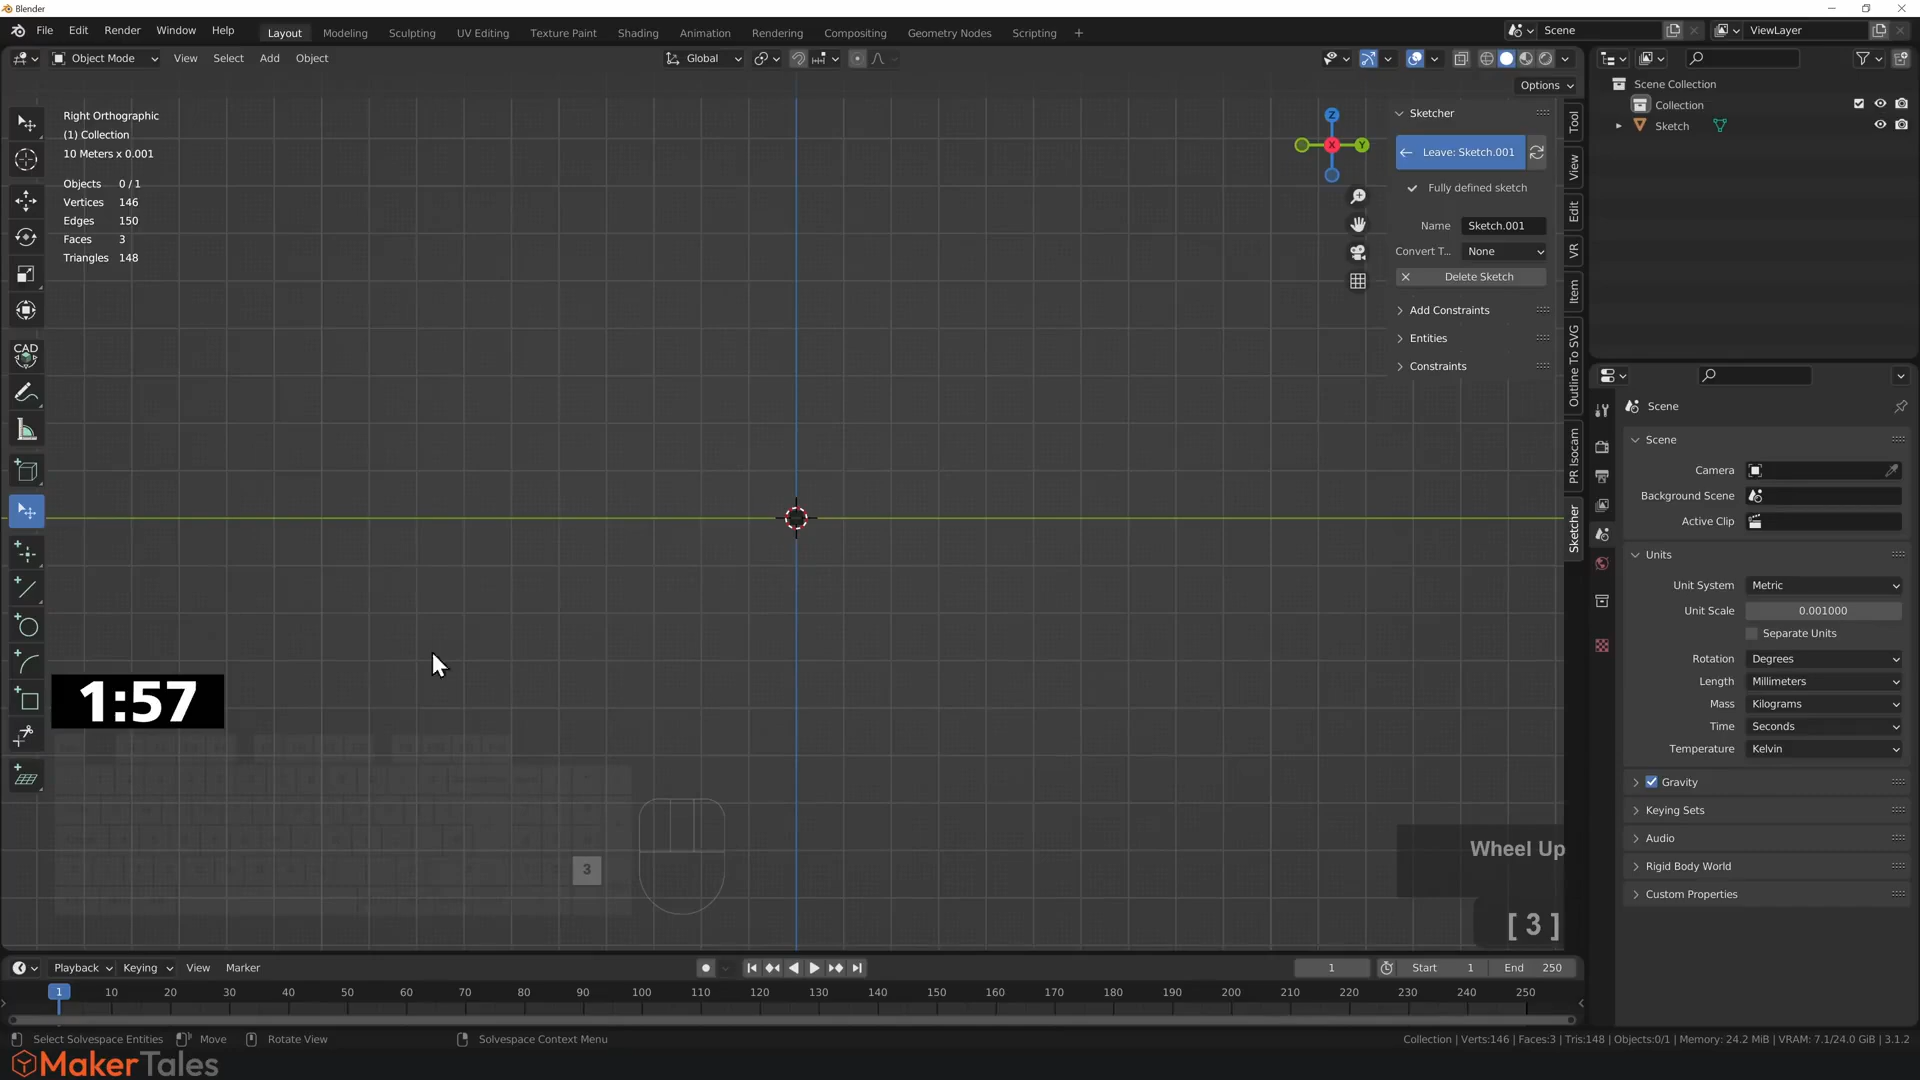 Blender
File Edit Render Window Help Layout Modeling Sculpting UV Editing Texture Paint Shading Animation Rendering Compositing Geometry Nodes Scripting + Scene ViewLayer
Object Mode View Select Add Object Global
Options
Right Orthographic
(1) Collection
10 Meters x 0.001
Objects 0 / 1
Vertices 146
Edges 150
Faces 3
Triangles 148
CAD
1:57
3
Z
X
Y
Sketcher
Leave: Sketch.001
Fully defined sketch
Name Sketch.001
Convert T... None
Delete Sketch
Add Constraints
Entities
Constraints
Tool
View
Edit
VR
Item
Outline To SVG
PR Isocam
Sketcher
Wheel Up
[ 3 ]
Scene Collection
Collection
Sketch
Scene
Scene
Camera
Background Scene
Active Clip
Units
Unit System Metric
Unit Scale 0.001000
Separate Units
Rotation Degrees
Length Millimeters
Mass Kilograms
Time Seconds
Temperature Kelvin
Gravity
Keying Sets
Audio
Rigid Body World
Custom Properties
Playback Keying View Marker 1 Start 1 End 250
1 10 20 30 40 50 60 70 80 90 100 110 120 130 140 150 160 170 180 190 200 210 220 230 240 250
Select Solvespace Entities Move Rotate View Solvespace Context Menu Collection | Verts:146 | Faces:3 | Tris:148 | Objects:0/1 | Memory: 24.2 MiB | VRAM: 7.1/24.0 GiB | 3.1.2
MakerTales